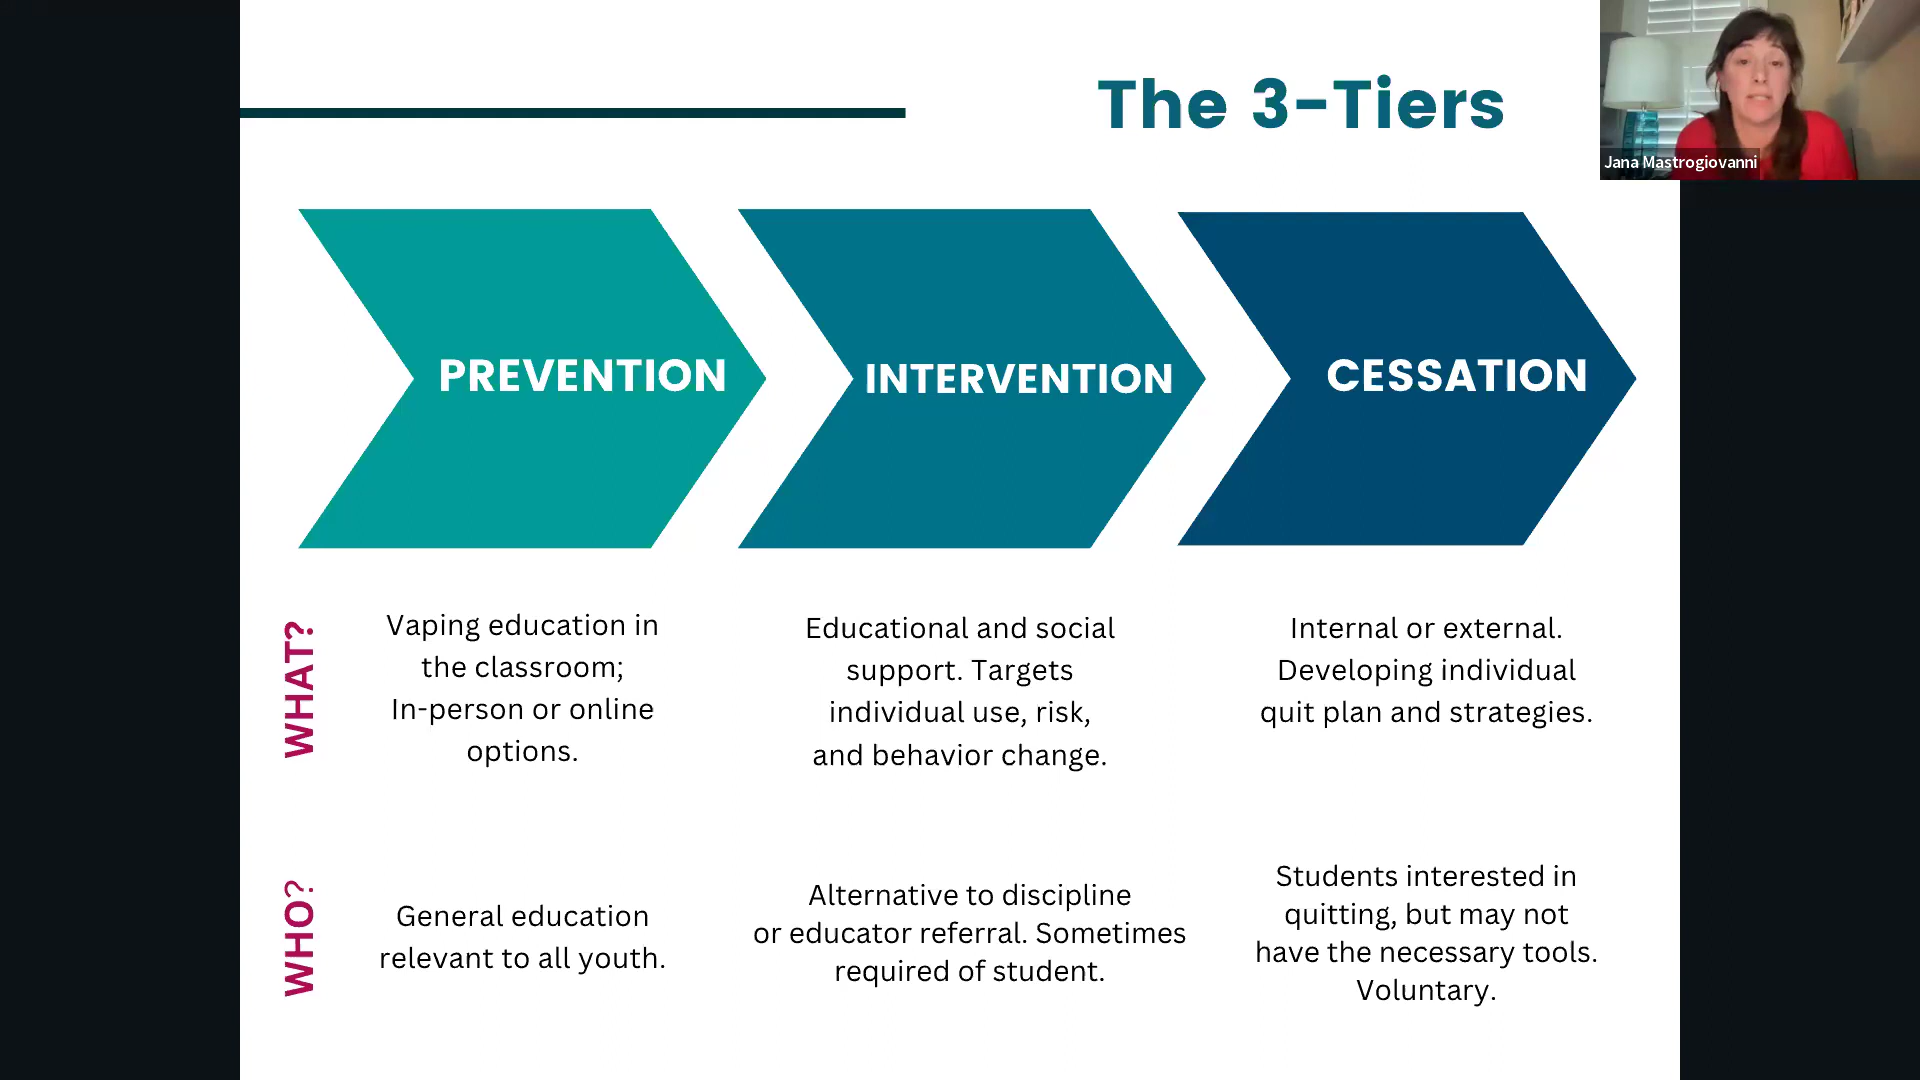 The 3-Tiers
Jana Mastrogiovanni
PREVENTION
INTERVENTION
CESSATION
WHAT?
Vaping education in
the classroom;
In-person or online
options.
Educational and social
support. Targets
individual use, risk,
and behavior change.
Internal or external.
Developing individual
quit plan and strategies.
WHO?
General education
relevant to all youth.
Alternative to discipline
or educator referral. Sometimes
required of student.
Students interested in
quitting, but may not
have the necessary tools.
Voluntary.